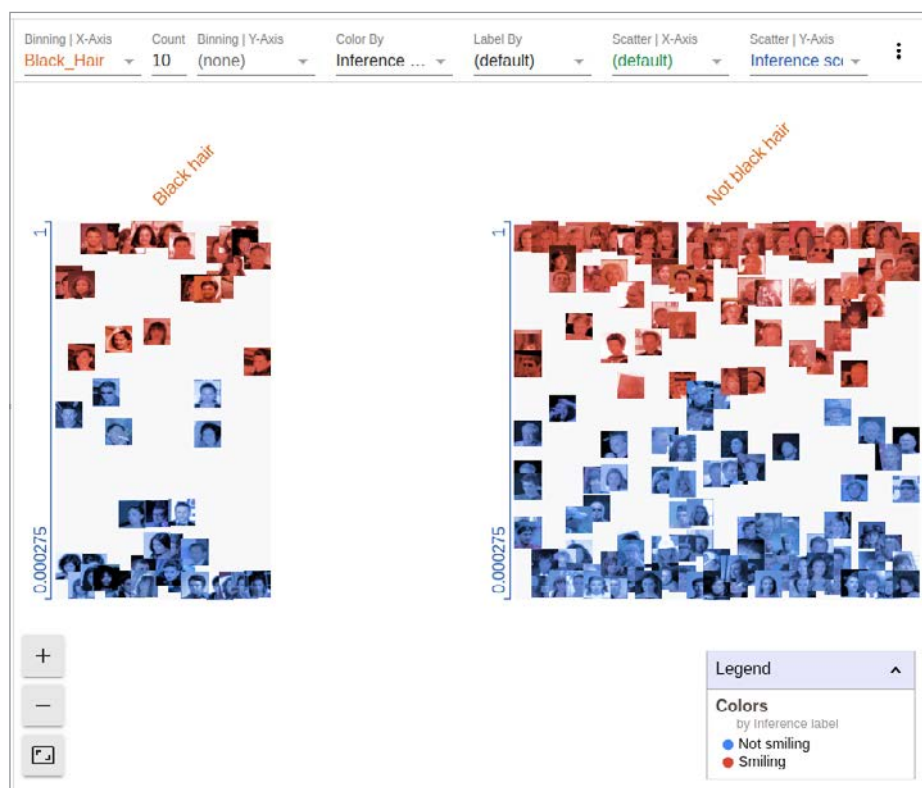 Binning | X-Axis
Count
Binning | Y-Axis
Color By
Label By
Scatter | X-Axis
Scatter | Y-Axis
Black_Hair
10
(none)
Inference ...
(default)
(default)
Inference sc
Black hair
Not black hair
1
1
0.000275
0.000275
Legend
Colors
by Inference label
Not smiling
Smiling